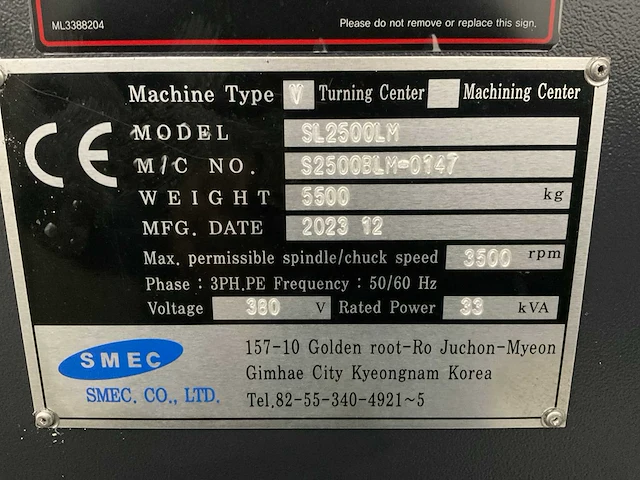 ML3388204 Please do not remove or replace this sign.
Machine Type V Turning Center Machining Center
CE
MODEL SL2500LM
M/C NO. S2500BLM-0147
WEIGHT 5500 kg
MFG. DATE 2023 12
Max. permissible spindle/chuck speed 3500 rpm
Phase : 3PH.PE Frequency : 50/60 Hz
Voltage 380 V Rated Power 33 kVA
SMEC
SMEC. CO., LTD.
157-10 Golden root-Ro Juchon-Myeon
Gimhae City Kyeongnam Korea
Tel.82-55-340-4921~5